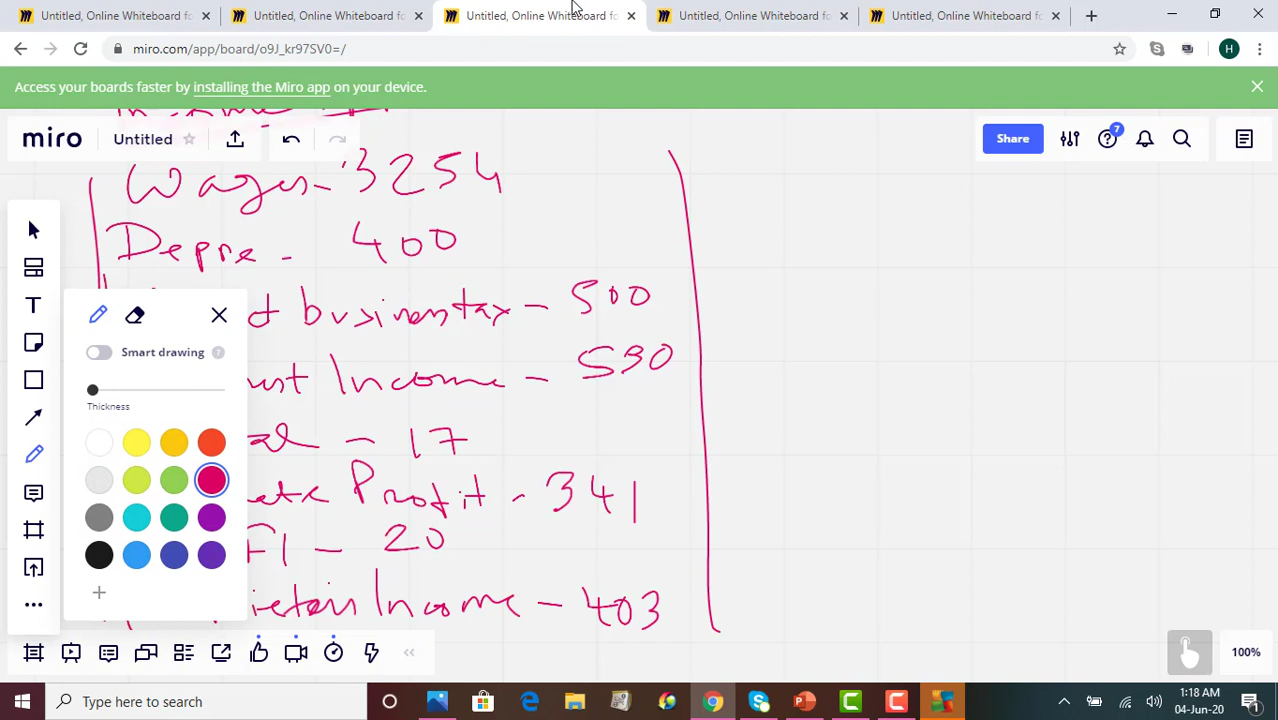 Untitled, Online Whiteboard fo
Untitled, Online Whiteboard fo
Untitled, Online Whiteboard fo
Untitled, Online Whiteboard fo
Untitled, Online Whiteboard fo
miro.com/app/board/o9J_kr97SV0=/
H
Access your boards faster by installing the Miro app on your device.
miro Untitled
Share
7
Wages - 3254
Depre - 400
businesstax - 500
Income - 530
Smart drawing ?
Thickness
- 17
Profit - 341
FI - 20
Income - 403
100%
Type here to search
1:18 AM
04-Jun-20
1